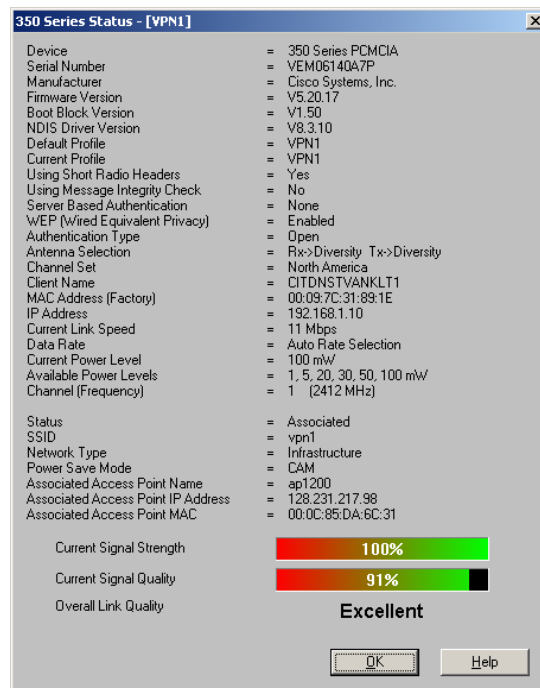 350 Series Status - [VPN1]
Device = 350 Series PCMCIA
Serial Number = VEM06140A7P
Manufacturer = Cisco Systems, Inc.
Firmware Version = V5.20.17
Boot Block Version = V1.50
NDIS Driver Version = V8.3.10
Default Profile = VPN1
Current Profile = VPN1
Using Short Radio Headers = Yes
Using Message Integrity Check = No
Server Based Authentication = None
WEP (Wired Equivalent Privacy) = Enabled
Authentication Type = Open
Antenna Selection = Rx->Diversity Tx->Diversity
Channel Set = North America
Client Name = CITDNSTVANKLT1
MAC Address (Factory) = 00:09:7C:31:89:1E
IP Address = 192.168.1.10
Current Link Speed = 11 Mbps
Data Rate = Auto Rate Selection
Current Power Level = 100 mW
Available Power Levels = 1, 5, 20, 30, 50, 100 mW
Channel (Frequency) = 1 (2412 MHz)
Status = Associated
SSID = vpn1
Network Type = Infrastructure
Power Save Mode = CAM
Associated Access Point Name = ap1200
Associated Access Point IP Address = 128.231.217.98
Associated Access Point MAC = 00:0C:85:DA:6C:31
Current Signal Strength 100%
Current Signal Quality 91%
Overall Link Quality Excellent
OK Help